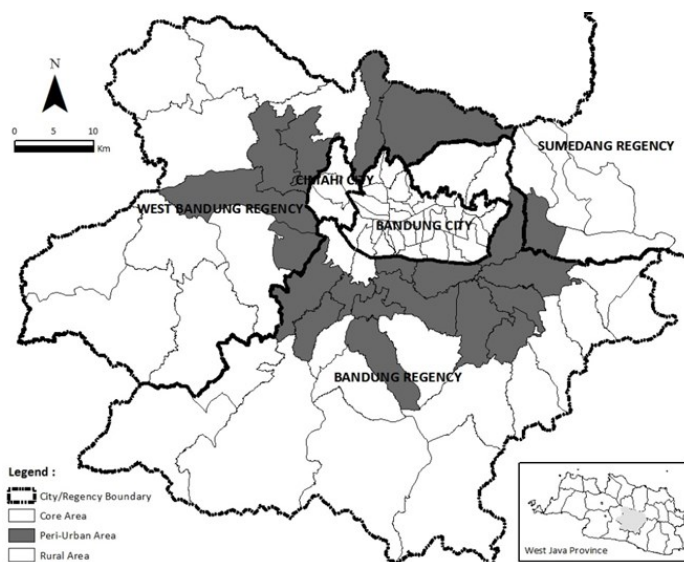 N
0 5 10
Km
SUMEDANG REGENCY
CIMAHI CITY
WEST BANDUNG REGENCY
BANDUNG CITY
BANDUNG REGENCY
Legend :
City/Regency Boundary
Core Area
Peri-Urban Area
Rural Area
West Java Province